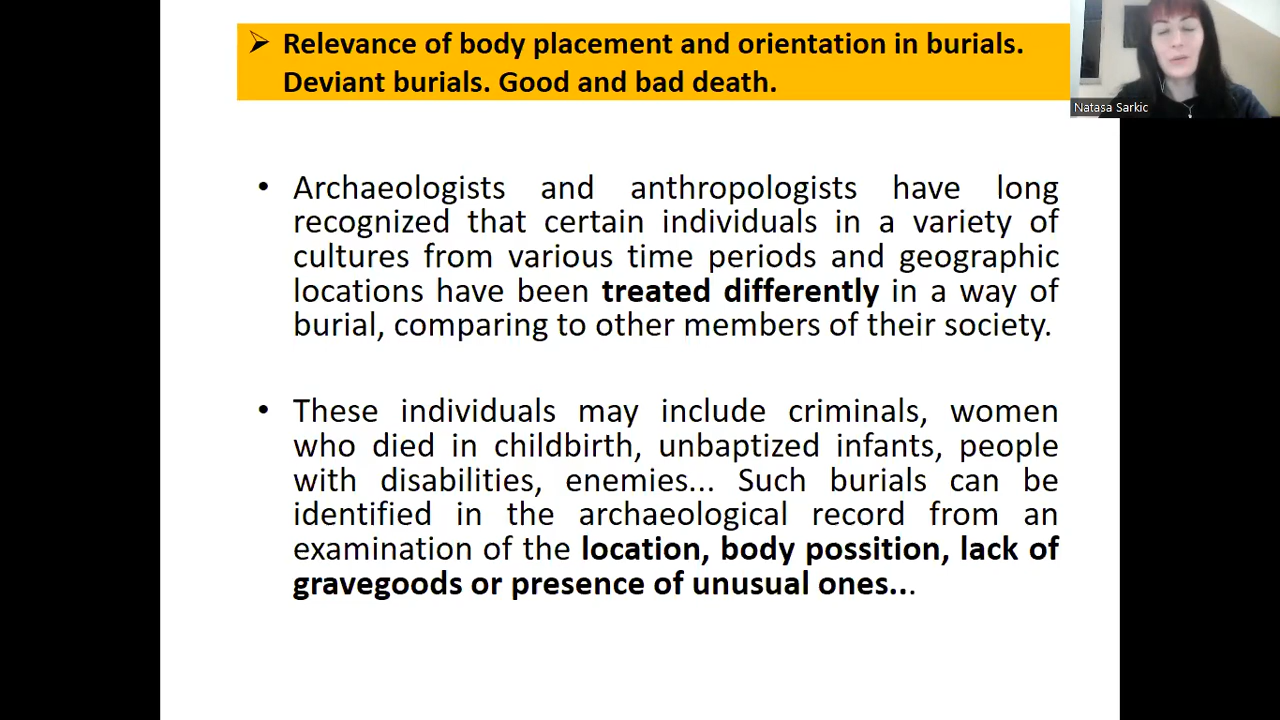 Relevance of body placement and orientation in burials.
Deviant burials. Good and bad death.
Natasa Sarkic
• Archaeologists and anthropologists have long
recognized that certain individuals in a variety of
cultures from various time periods and geographic
locations have been treated differently in a way of
burial, comparing to other members of their society.
• These individuals may include criminals, women
who died in childbirth, unbaptized infants, people
with disabilities, enemies... Such burials can be
identified in the archaeological record from an
examination of the location, body possition, lack of
gravegoods or presence of unusual ones....